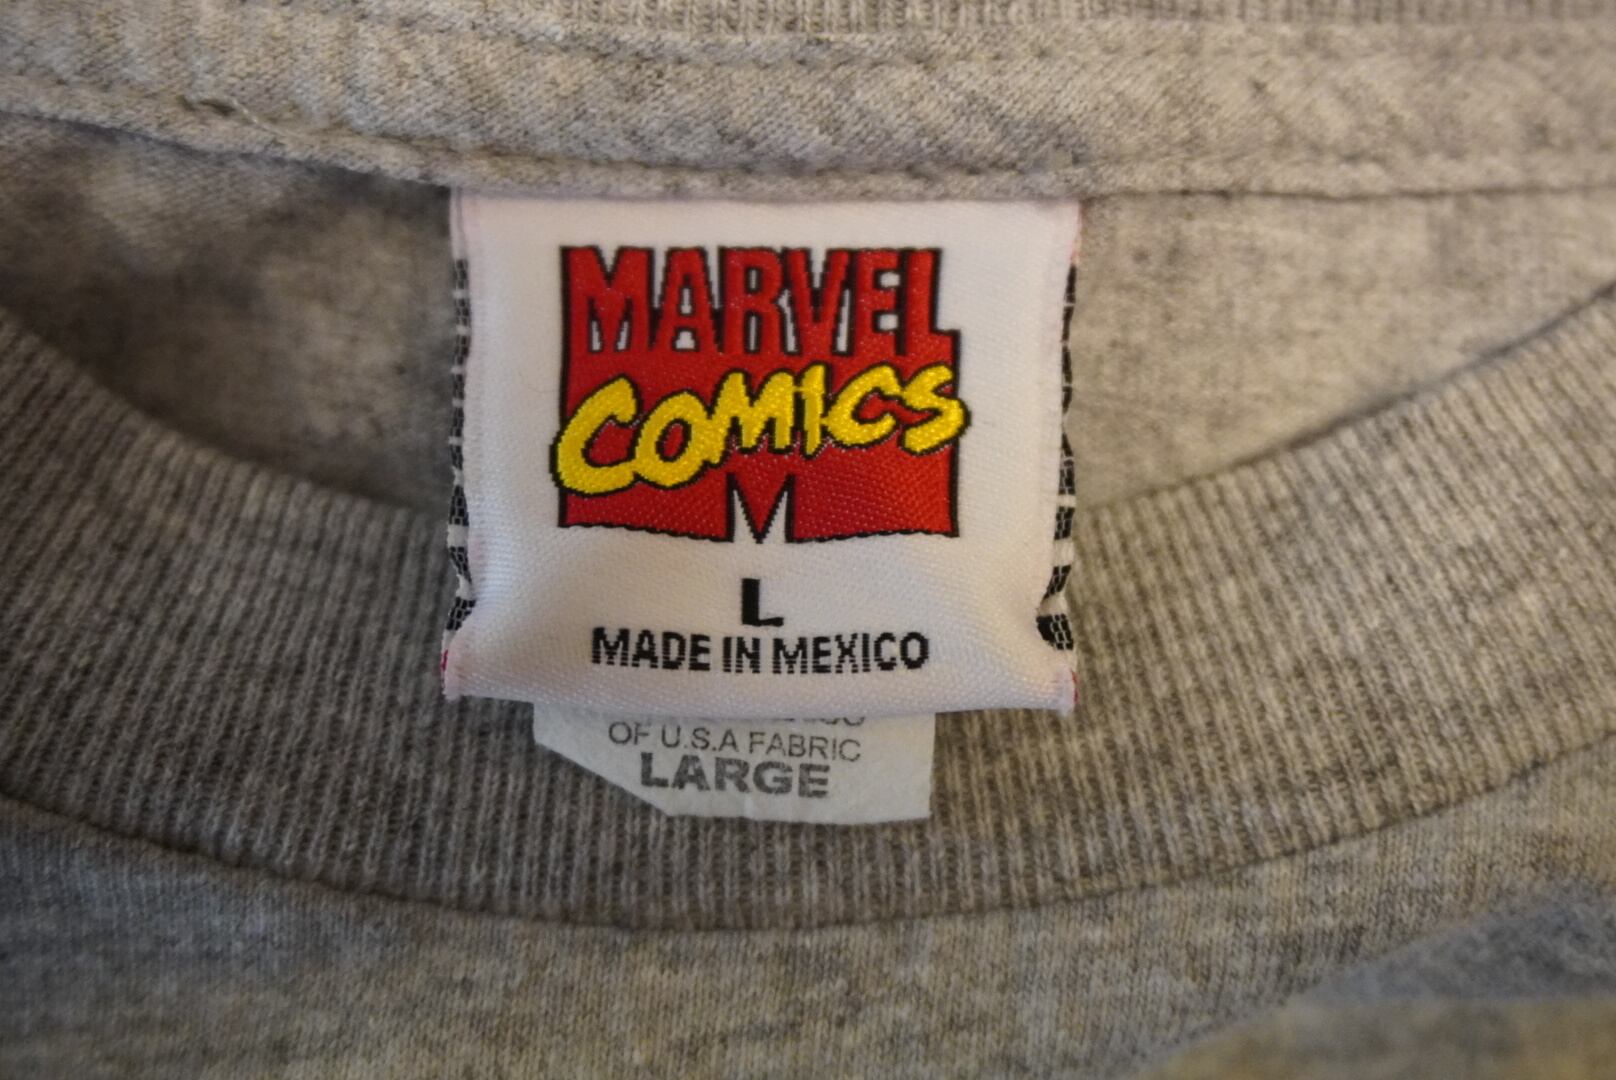 MARVEL
COMICS
M
L
MADE IN MEXICO
OF U.S.A FABRIC
LARGE